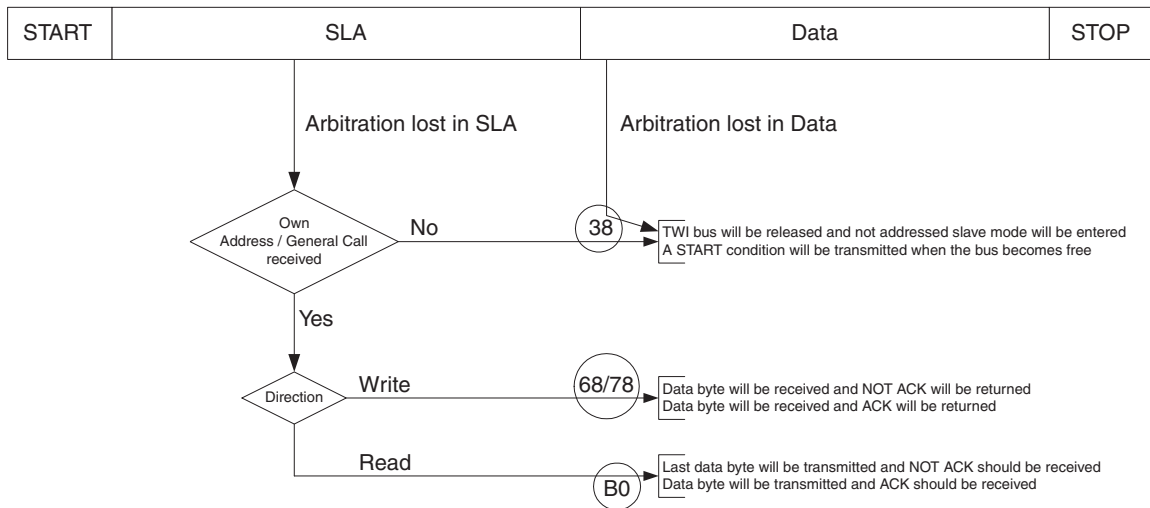 START SLA Data STOP
Arbitration lost in SLA Arbitration lost in Data
Own
Address / General Call
received
No
38
TWI bus will be released and not addressed slave mode will be entered
A START condition will be transmitted when the bus becomes free
Yes
Direction
Write
68/78
Data byte will be received and NOT ACK will be returned
Data byte will be received and ACK will be returned
Read
B0
Last data byte will be transmitted and NOT ACK should be received
Data byte will be transmitted and ACK should be received